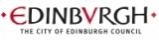 ·EDINBVRGH·
THE CITY OF EDINBURGH COUNCIL